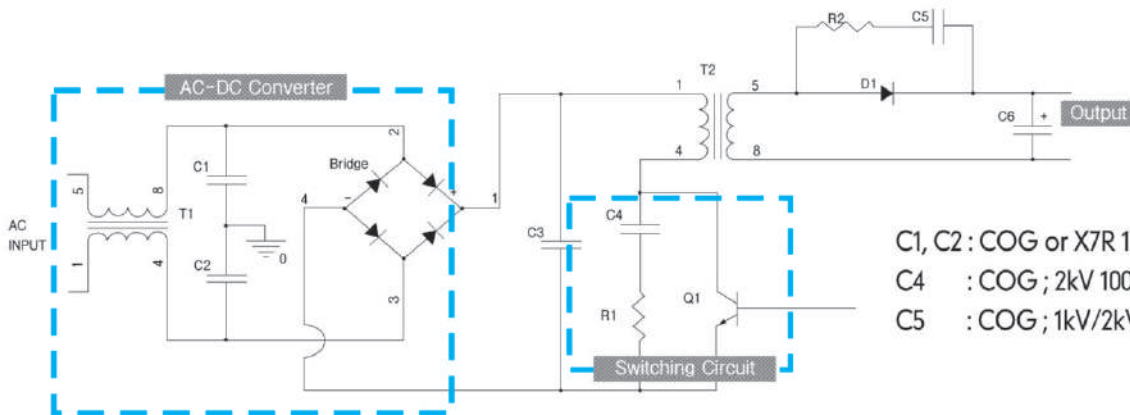 AC-DC Converter
R2
C5
T2
1
5
D1
C6
+
Output
4
8
2
Bridge
C1
4
-
+
1
5
8
T1
AC
INPUT
0
C2
1
4
3
C3
C4
R1
Q1
Switching Circuit
C1, C2 : COG or X7R 1
C4 : COG ; 2kV 100
C5 : COG ; 1kV/2kV